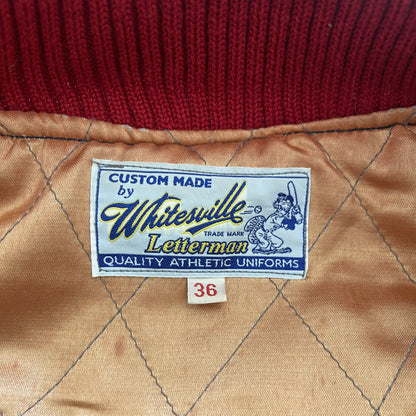 CUSTOM MADE
by
Whitesville
TRADE MARK
Letterman
QUALITY ATHLETIC UNIFORMS
36